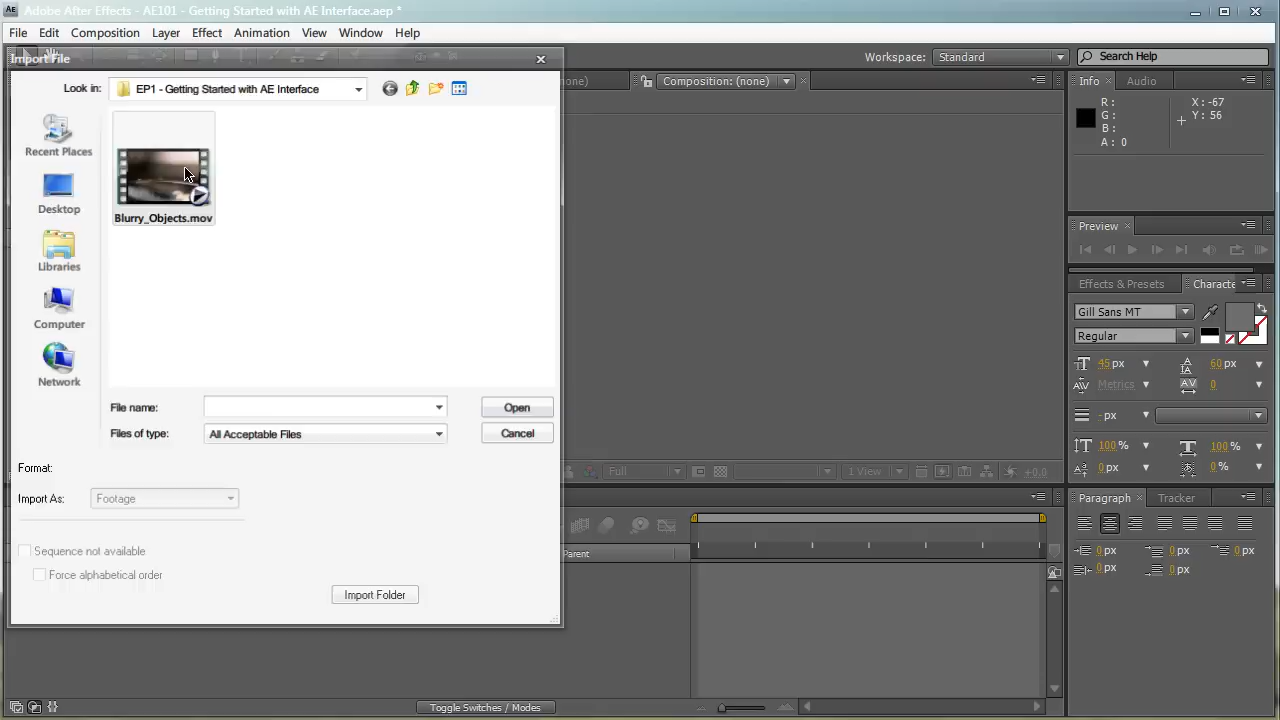 Adobe After Effects - AE101 - Getting Started with AE Interface.aep *
File Edit Composition Layer Effect Animation View Window Help
Import File
Workspace: Standard
Search Help
Look in: EP1 - Getting Started with AE Interface
Composition: (none)
Info Audio
R:
G:
B:
A: 0
X: -67
Y: 56
Recent Places
Desktop
Libraries
Computer
Network
Blurry_Objects.mov
File name:
Open
Files of type: All Acceptable Files
Cancel
Format:
Import As: Footage
Sequence not available
Force alphabetical order
Import Folder
Preview
Effects & Presets
Gill Sans MT
Regular
45 px
60 px
Metrics
0
- px
100 %
100 %
0 px
0 %
Full
1 View
+0.0
Paragraph Tracker
0 px
0 px
0 px
0 px
0 px
Parent
Toggle Switches / Modes